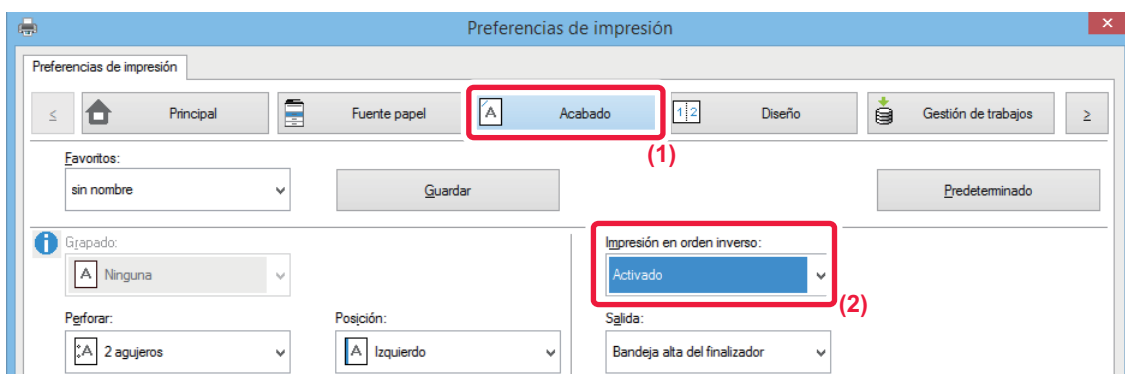 Preferencias de impresión
Preferencias de impresión
≤ Principal Fuente papel A Acabado 1 2 Diseño Gestión de trabajos ≥
(1)
Favoritos:
sin nombre Guardar Predeterminado
Grapado: Impresión en orden inverso:
A Ninguna Activado
(2)
Perforar: Posición: Salida:
A 2 agujeros A Izquierdo Bandeja alta del finalizador